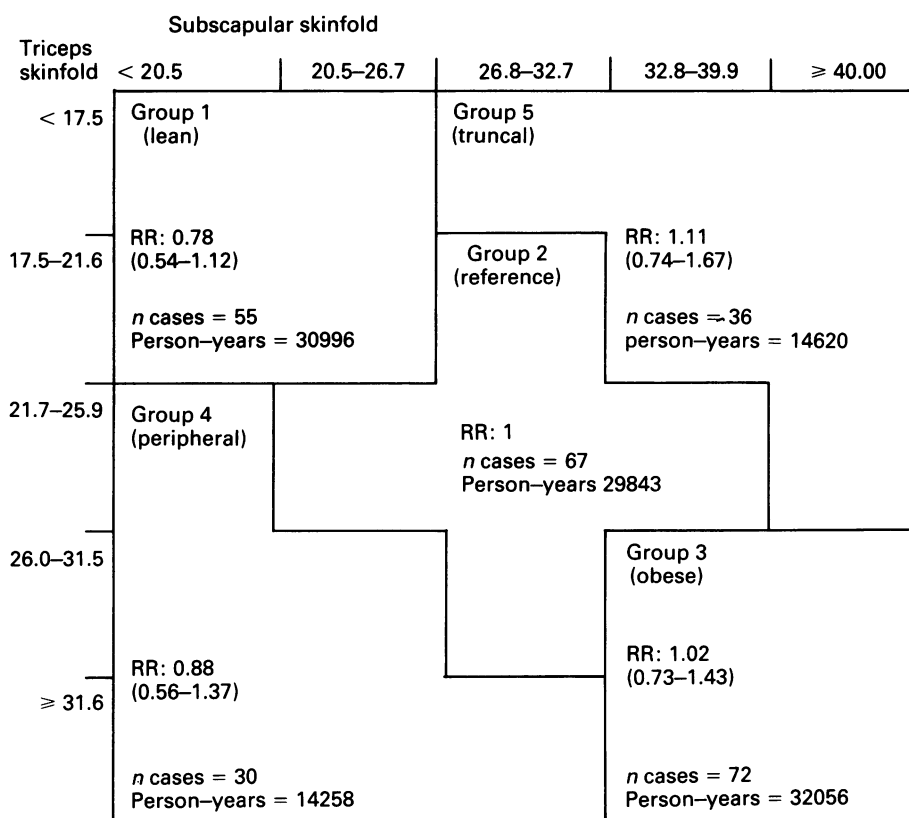 Subscapular skinfold
Triceps
skinfold
< 20.5
20.5–26.7
26.8–32.7
32.8–39.9
⩾ 40.00
< 17.5
Group 1
(lean)
Group 5
(truncal)
17.5–21.6
RR: 0.78
(0.54–1.12)
n cases = 55
Person–years = 30996
Group 2
(reference)
RR: 1.11
(0.74–1.67)
n cases = 36
person–years = 14620
21.7–25.9
Group 4
(peripheral)
RR: 1
n cases = 67
Person–years 29843
26.0–31.5
Group 3
(obese)
⩾ 31.6
RR: 0.88
(0.56–1.37)
n cases = 30
Person–years = 14258
RR: 1.02
(0.73–1.43)
n cases = 72
Person–years = 32056